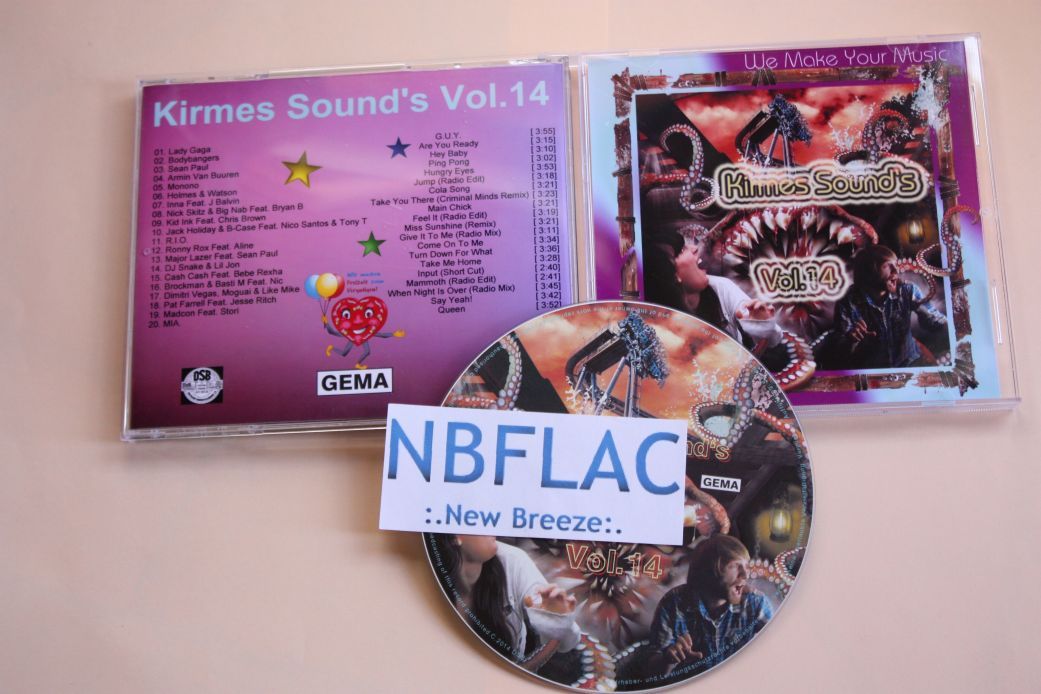 Kirmes Sound's Vol.14
01. Lady Gaga G.U.Y. [ 3:55]
02. Bodybangers Are You Ready [ 3:15]
03. Sean Paul Hey Baby [ 3:10]
04. Armin Van Buuren Ping Pong [ 3:02]
05. Monono Hungry Eyes [ 3:53]
06. Holmes & Watson Jump (Radio Edit) [ 3:18]
07. Inna Feat. J Balvin Cola Song [ 3:21]
08. Nick Skitz & Big Nab Feat. Bryan B Take You There (Criminal Minds Remix) [ 3:23]
09. Kid Ink Feat. Chris Brown Main Chick [ 3:21]
10. Jack Holiday & B-Case Feat. Nico Santos & Tony T Feel It (Radio Edit) [ 3:19]
11. R.I.O. Miss Sunshine (Remix) [ 3:21]
12. Ronny Rox Feat. Aline Give It To Me (Radio Mix) [ 3:11]
13. Major Lazer Feat. Sean Paul Come On To Me [ 3:34]
14. DJ Snake & Lil Jon Turn Down For What [ 3:36]
15. Cash Cash Feat. Bebe Rexha Take Me Home [ 3:28]
16. Brockman & Basti M Feat. Nic Input (Short Cut) [ 2:40]
17. Dimitri Vegas, Moguai & Like Mike Mammoth (Radio Edit) [ 2:41]
18. Pat Farrell Feat. Jesse Ritch When Night Is Over (Radio Mix) [ 3:45]
19. Madcon Feat. Stori Say Yeah! [ 3:42]
20. MIA. Queen [ 3:52]
Wir machen
Freizeit zum
Vergnügen!
DSB
GEMA
We Make Your Music
Kirmes Sound's
Vol.14
nd's
GEMA
NBFLAC
:.New Breeze:.
Vol.14